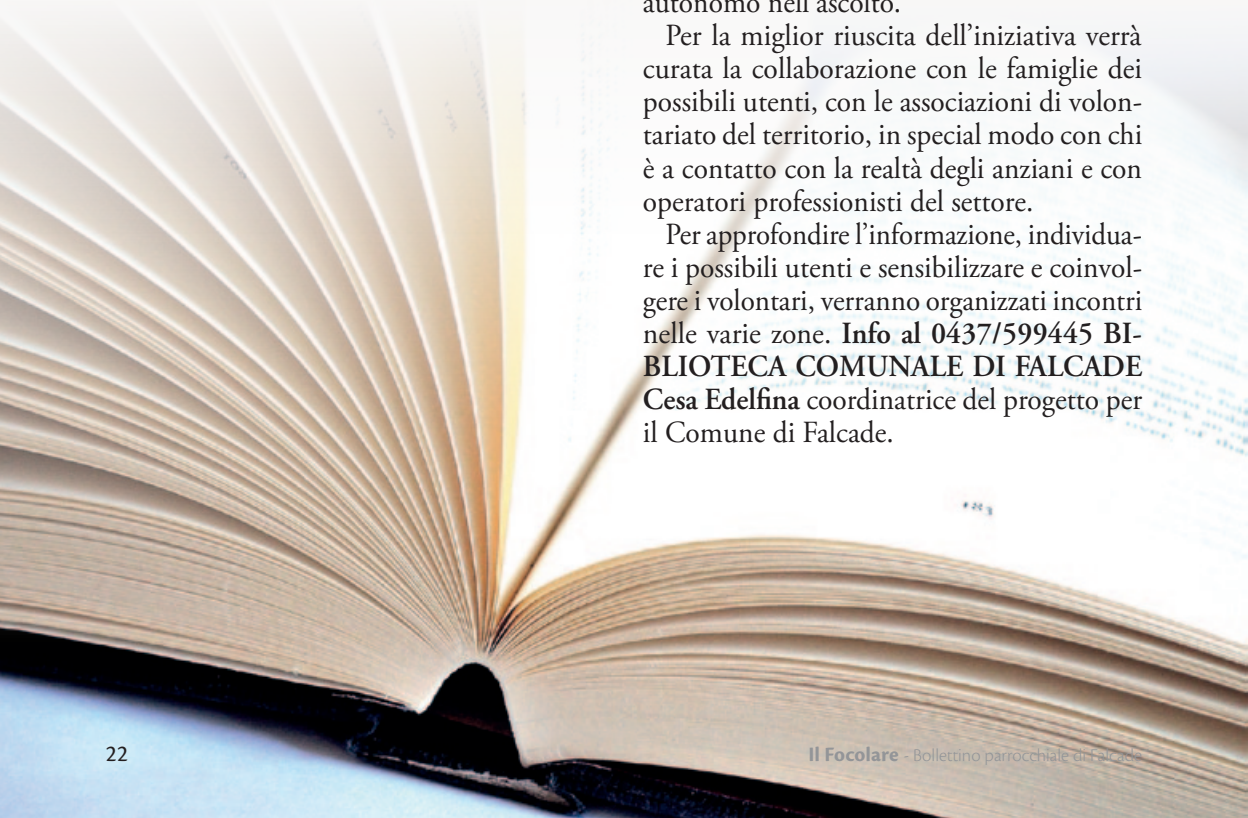 autonomo nell'ascolto.
Per la miglior riuscita dell'iniziativa verrà
curata la collaborazione con le famiglie dei
possibili utenti, con le associazioni di volon-
tariato del territorio, in special modo con chi
è a contatto con la realtà degli anziani e con
operatori professionisti del settore.
Per approfondire l'informazione, individua-
re i possibili utenti e sensibilizzare e coinvol-
gere i volontari, verranno organizzati incontri
nelle varie zone. Info al 0437/599445 BI-
BLIOTECA COMUNALE DI FALCADE
Cesa Edelfina coordinatrice del progetto per
il Comune di Falcade.
183
22
Il Focolare - Bollettino parrocchiale di Falcade